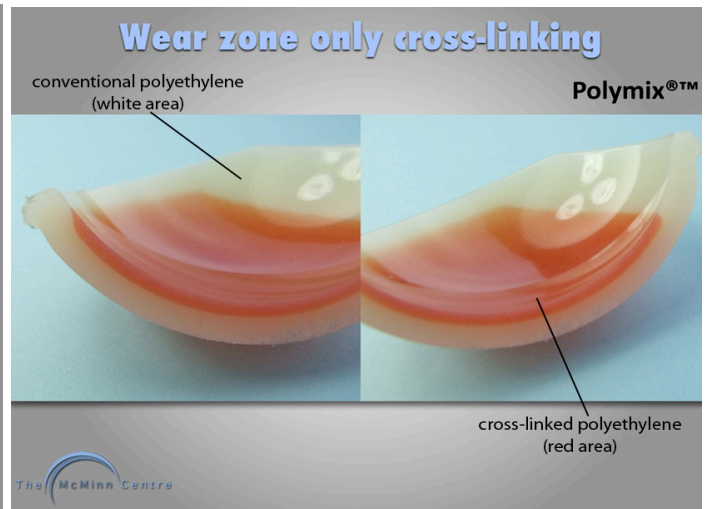 Wear zone only cross-linking
conventional polyethylene
(white area)
Polymix®™
cross-linked polyethylene
(red area)
The McMinn Centre